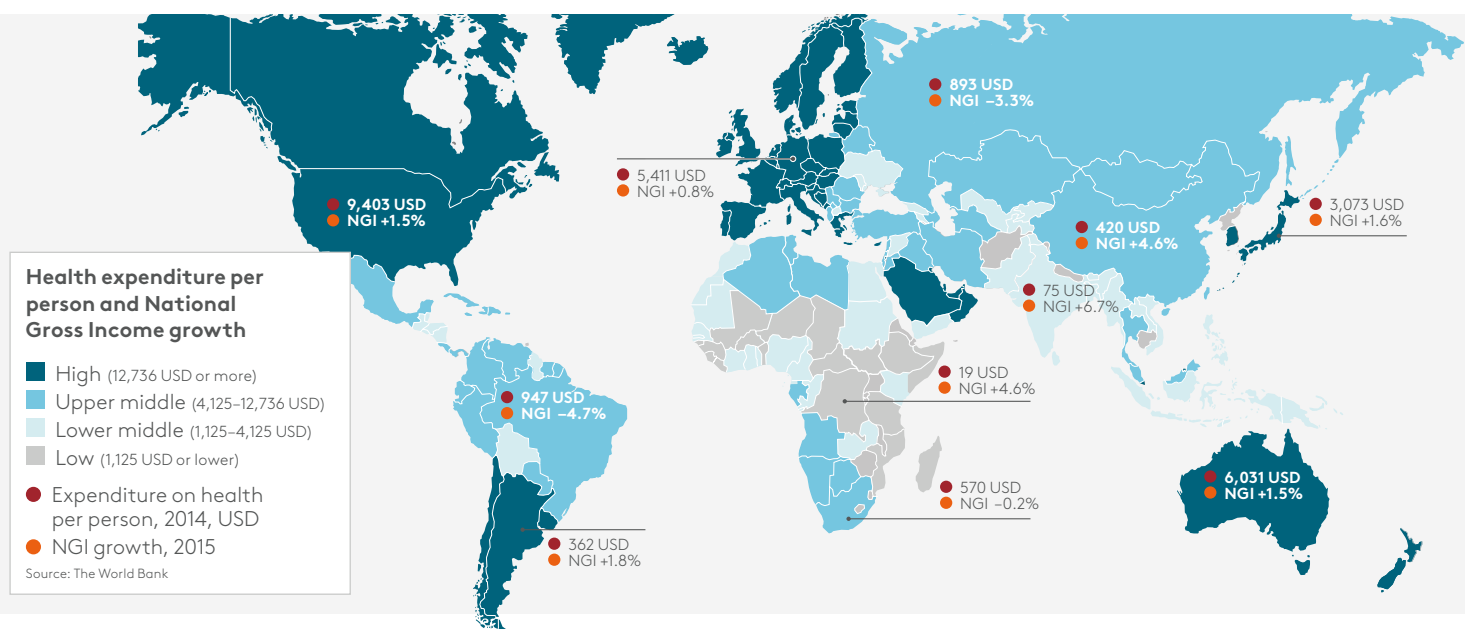 893 USD
NGI −3.3%
5,411 USD
NGI +0.8%
9,403 USD
NGI +1.5%
3,073 USD
NGI +1.6%
420 USD
NGI +4.6%
75 USD
NGI +6.7%
Health expenditure per
person and National
Gross Income growth
High (12,736 USD or more)
Upper middle (4,125–12,736 USD)
Lower middle (1,125–4,125 USD)
Low (1,125 USD or lower)
Expenditure on health
per person, 2014, USD
NGI growth, 2015
Source: The World Bank
947 USD
NGI −4.7%
19 USD
NGI +4.6%
570 USD
NGI −0.2%
6,031 USD
NGI +1.5%
362 USD
NGI +1.8%